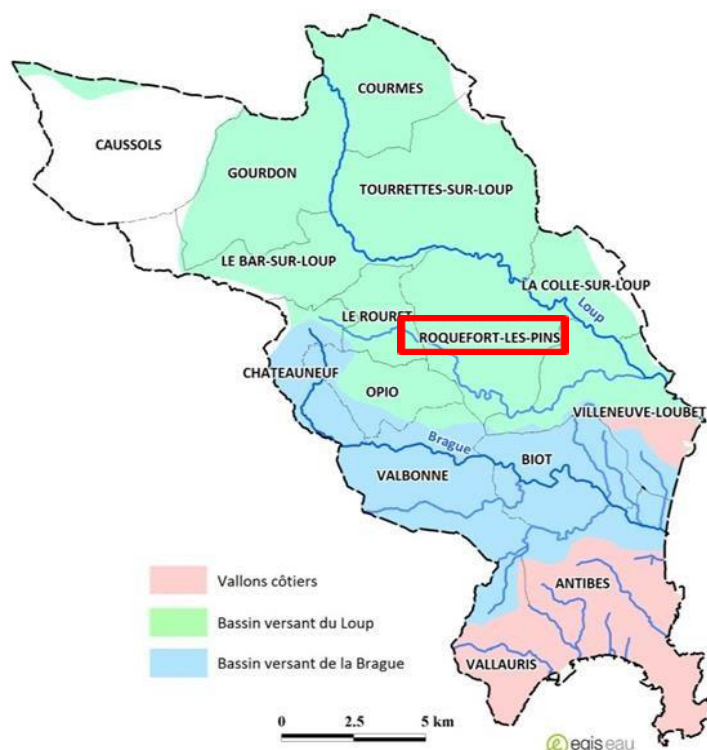 COURMES
CAUSSOLS
GOURDON
TOURRETTES-SUR-LOUP
LE BAR-SUR-LOUP
LA COLLE-SUR-LOUP
Loup
LE ROURET
ROQUEFORT-LES-PINS
CHATEAUNEUF
OPIO
VILLENEUVE-LOUBET
Brague
BIOT
VALBONNE
Vallons côtiers
ANTIBES
Bassin versant du Loup
Bassin versant de la Brague
VALLAURIS
0 2.5 5 km
egis eau